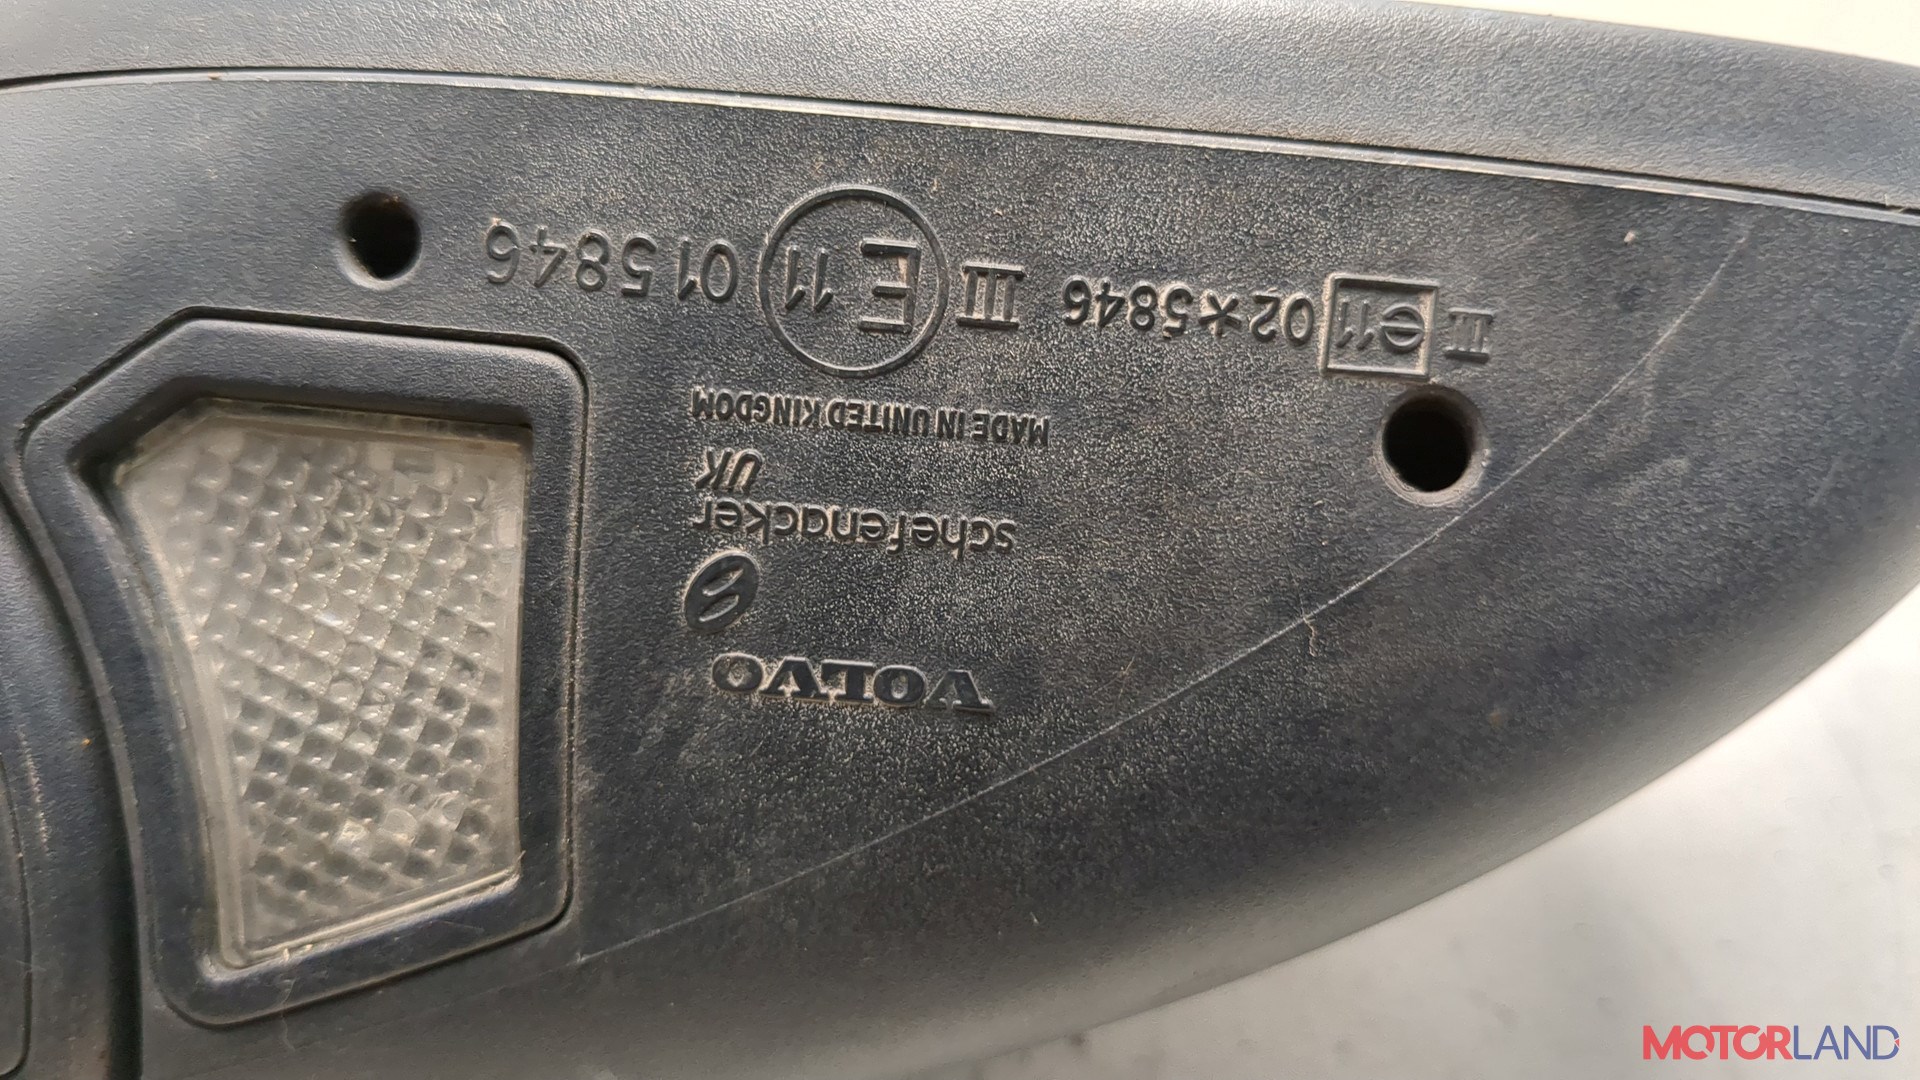 VOLVO
schefenacker
UK
MADE IN UNITED KINGDOM
III e11 02*5846
III E 11 015846
MOTORLAND